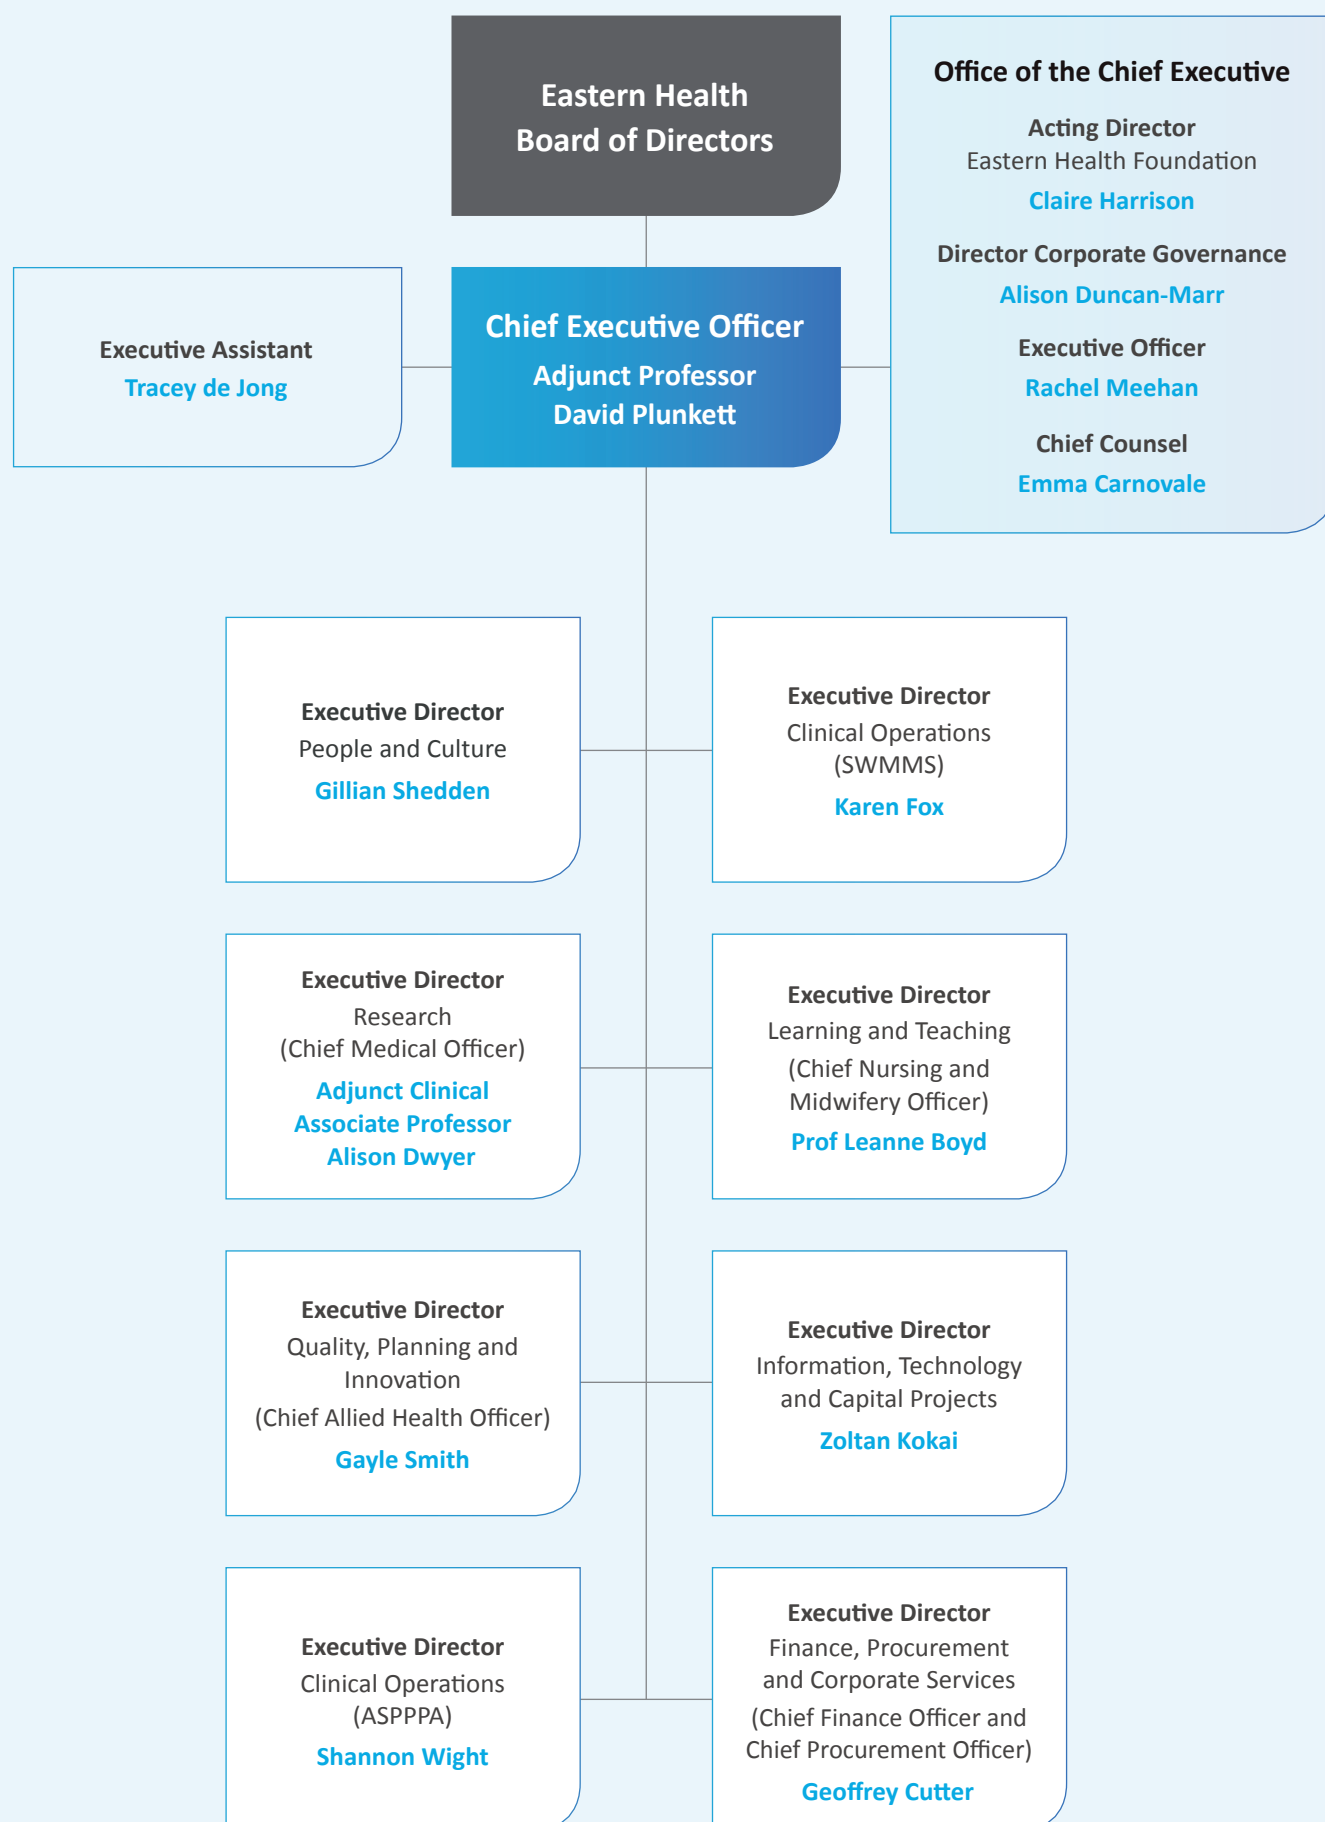 Eastern Health
Board of Directors
Office of the Chief Executive
Acting Director
Eastern Health Foundation
Claire Harrison
Director Corporate Governance
Alison Duncan-Marr
Executive Officer
Rachel Meehan
Chief Counsel
Emma Carnovale
Executive Assistant
Tracey de Jong
Chief Executive Officer
Adjunct Professor
David Plunkett
Executive Director
People and Culture
Gillian Shedden
Executive Director
Clinical Operations
(SWMMS)
Karen Fox
Executive Director
Research
(Chief Medical Officer)
Adjunct Clinical
Associate Professor
Alison Dwyer
Executive Director
Learning and Teaching
(Chief Nursing and
Midwifery Officer)
Prof Leanne Boyd
Executive Director
Quality, Planning and
Innovation
(Chief Allied Health Officer)
Gayle Smith
Executive Director
Information, Technology
and Capital Projects
Zoltan Kokai
Executive Director
Clinical Operations
(ASPPPA)
Shannon Wight
Executive Director
Finance, Procurement
and Corporate Services
(Chief Finance Officer and
Chief Procurement Officer)
Geoffrey Cutter